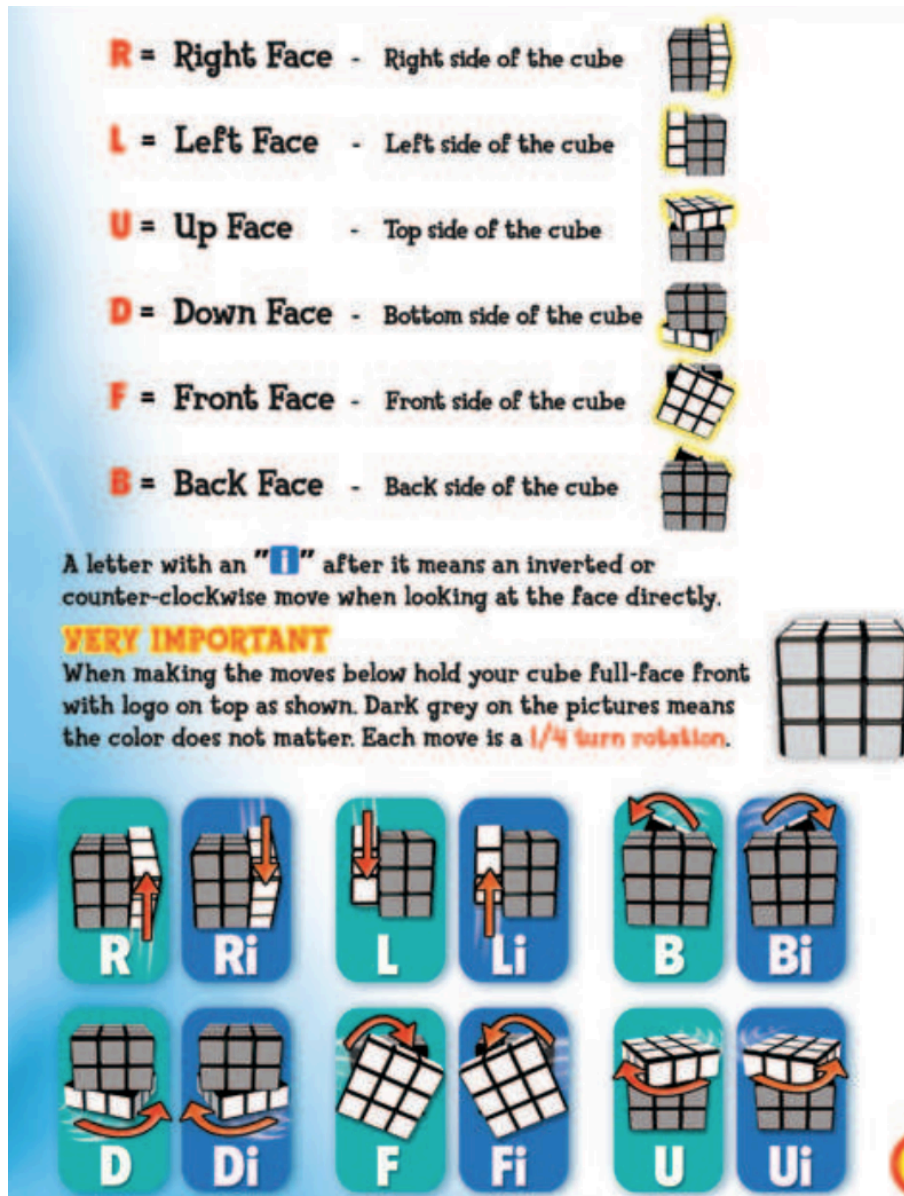 R = Right Face - Right side of the cube
L = Left Face - Left side of the cube
U = Up Face - Top side of the cube
D = Down Face - Bottom side of the cube
F = Front Face - Front side of the cube
B = Back Face - Back side of the cube
A letter with an "i" after it means an inverted or
counter-clockwise move when looking at the face directly.
VERY IMPORTANT
When making the moves below hold your cube full-face front
with logo on top as shown. Dark grey on the pictures means
the color does not matter. Each move is a 1/4 turn rotation.
R Ri L Li B Bi
D Di F Fi U Ui